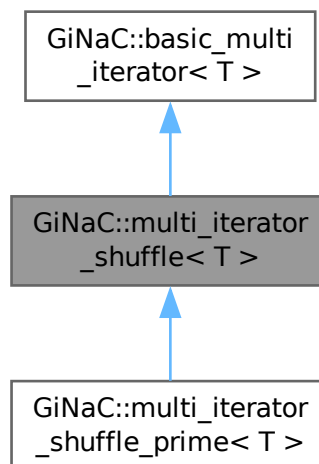 GiNaC::basic_multi
_iterator< T >
GiNaC::multi_iterator
_shuffle< T >
GiNaC::multi_iterator
_shuffle_prime< T >